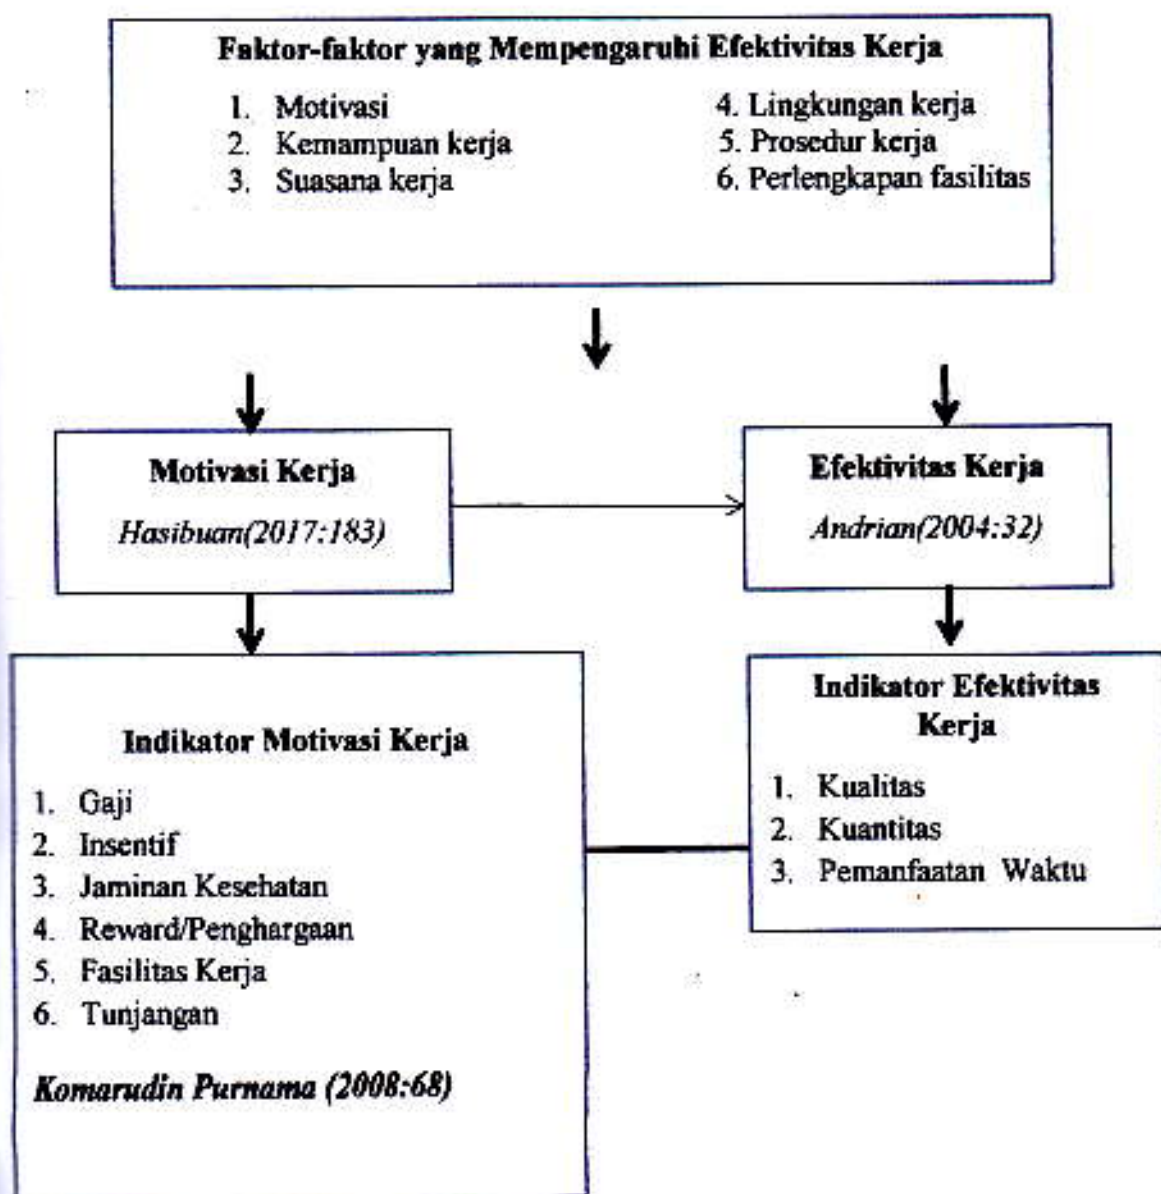 Faktor-faktor yang Mempengaruhi Efektivitas Kerja
1. Motivasi
2. Kemampuan kerja
3. Suasana kerja
4. Lingkungan kerja
5. Prosedur kerja
6. Perlengkapan fasilitas
Motivasi Kerja
Hasibuan(2017:183)
Efektivitas Kerja
Andrian(2004:32)
Indikator Motivasi Kerja
1. Gaji
2. Insentif
3. Jaminan Kesehatan
4. Reward/Penghargaan
5. Fasilitas Kerja
6. Tunjangan
Komarudin Purnama (2008:68)
Indikator Efektivitas
Kerja
1. Kualitas
2. Kuantitas
3. Pemanfaatan Waktu